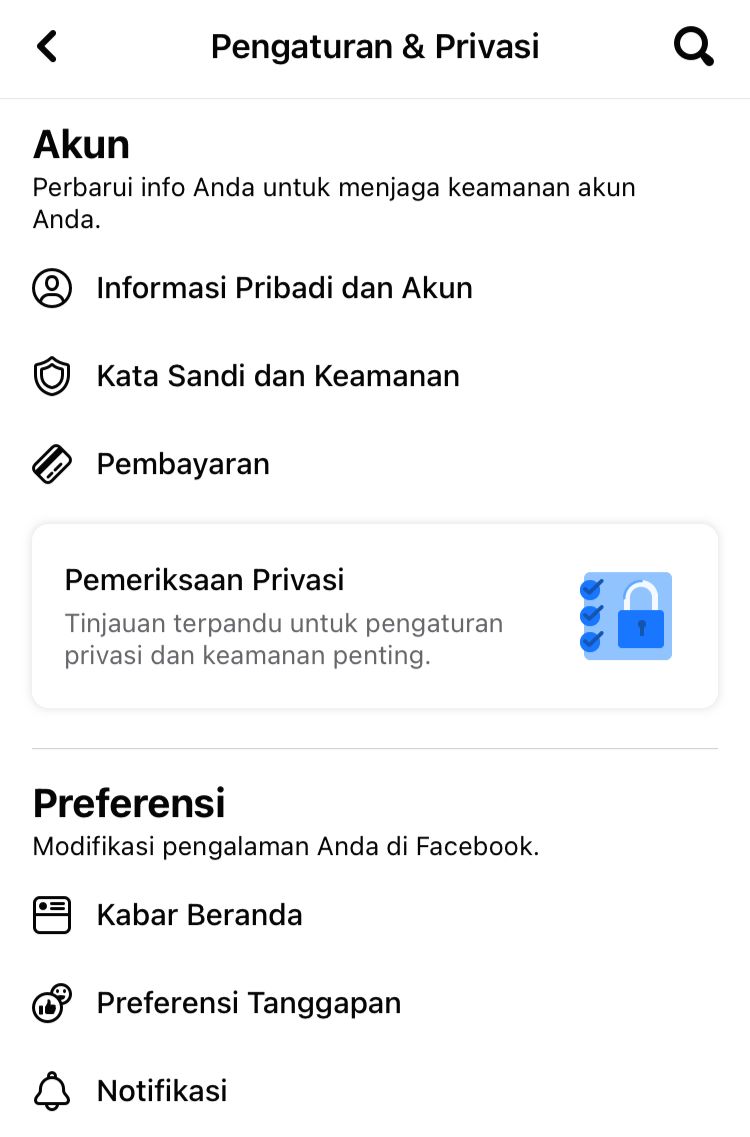 Pengaturan & Privasi
Akun
Perbarui info Anda untuk menjaga keamanan akun
Anda.
Informasi Pribadi dan Akun
Kata Sandi dan Keamanan
Pembayaran
Pemeriksaan Privasi
Tinjauan terpandu untuk pengaturan
privasi dan keamanan penting.
Preferensi
Modifikasi pengalaman Anda di Facebook.
Kabar Beranda
Preferensi Tanggapan
Notifikasi